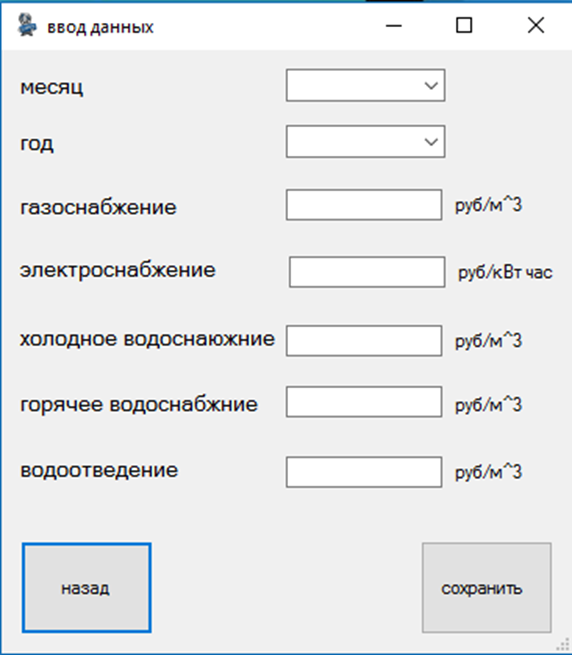 ввод данных
месяц
год
газоснабжение руб/м^3
электроснабжение руб/кВт час
холодное водоснаюжние руб/м^3
горячее водоснабжние руб/м^3
водоотведение руб/м^3
назад сохранить